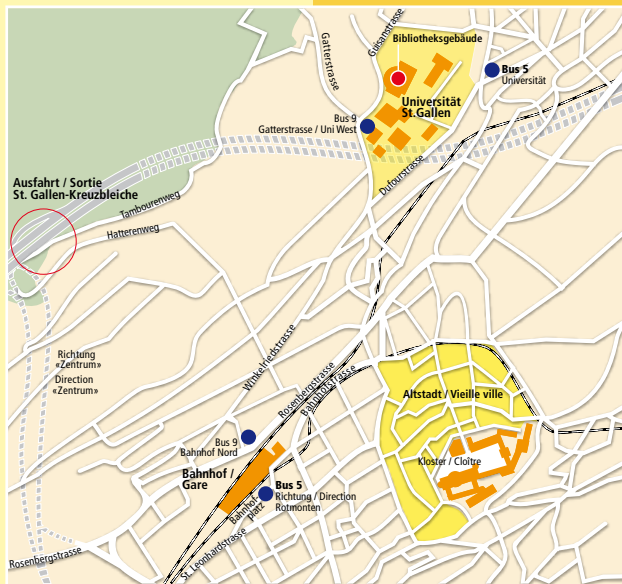 Guisanstrasse
Gatterstrasse
Bibliotheksgebäude
Bus 5
Universität
Universität
St.Gallen
Bus 9
Gatterstrasse / Uni West
Dufourstrasse
Ausfahrt / Sortie
St. Gallen-Kreuzbleiche
Tambourenweg
Hatterenweg
Richtung
«Zentrum»
Direction
«Zentrum»
Winkelriedstrasse
Rosenbergstrasse
Bahnhofstrasse
Altstadt / Vieille ville
Kloster / Cloître
Bus 9
Bahnhof Nord
Bahnhof /
Gare
Bus 5
Richtung / Direction
Rotmonten
Bahnhof-
platz
St. Leonhardstrasse
Rosenbergstrasse